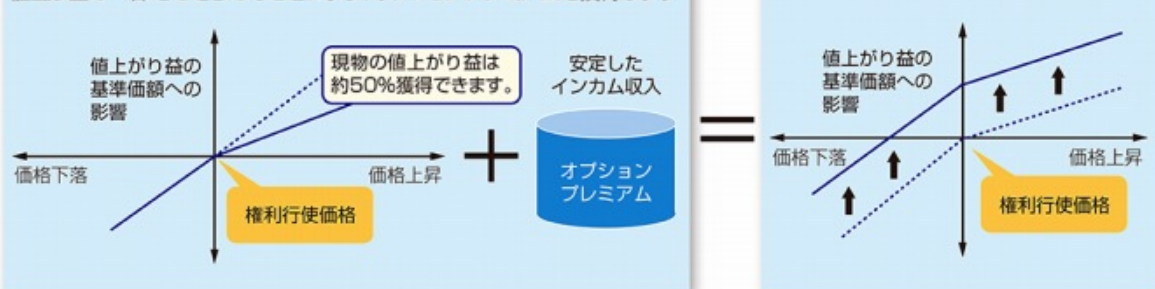 値上がり益の
基準価額への
影響
現物の値上がり益は
約50%獲得できます。
価格下落
価格上昇
権利行使価格
+
安定した
インカム収入
オプション
プレミアム
=
値上がり益の
基準価額への
影響
価格下落
価格上昇
権利行使価格